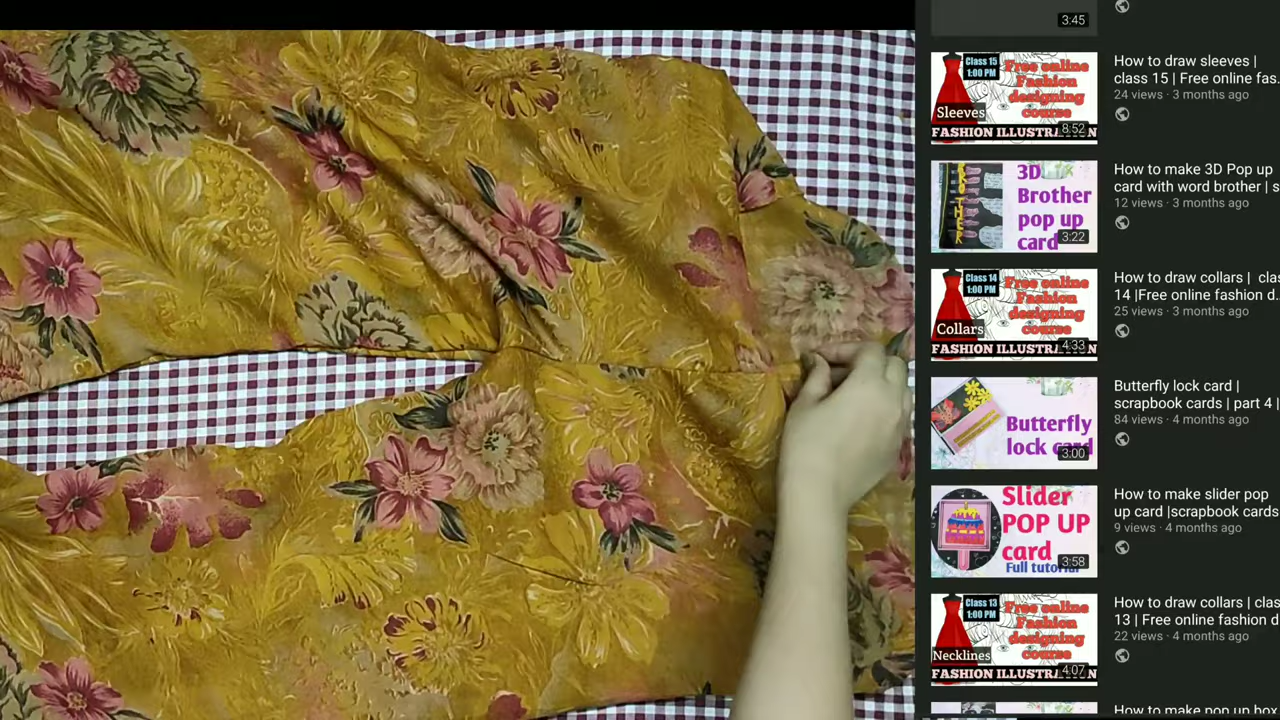 3:45
Class 15
1:00 PM
Free online
Fashion
designing
course
Sleeves
8:52
FASHION ILLUSTRA N
How to draw sleeves |
class 15 | Free online fas
24 views · 3 months ago
3D
Brother
pop up
card
3:22
How to make 3D Pop up
card with word brother | s
12 views · 3 months ago
Class 14
1:00 PM
Free online
Fashion
designing
course
Collars
4:33
FASHION ILLUSTRA N
How to draw collars | clas
14 |Free online fashion d.
25 views · 3 months ago
Butterfly
lock card
3:00
Butterfly lock card |
scrapbook cards | part 4 |
84 views · 4 months ago
Slider
POP UP
card
Full tutorial
3:58
How to make slider pop
up card |scrapbook cards
9 views · 4 months ago
Class 13
1:00 PM
Free online
Fashion
designing
course
Necklines
4:07
FASHION ILLUSTRA N
How to draw collars | clas
13 | Free online fashion d
22 views · 4 months ago
How to make pop up box